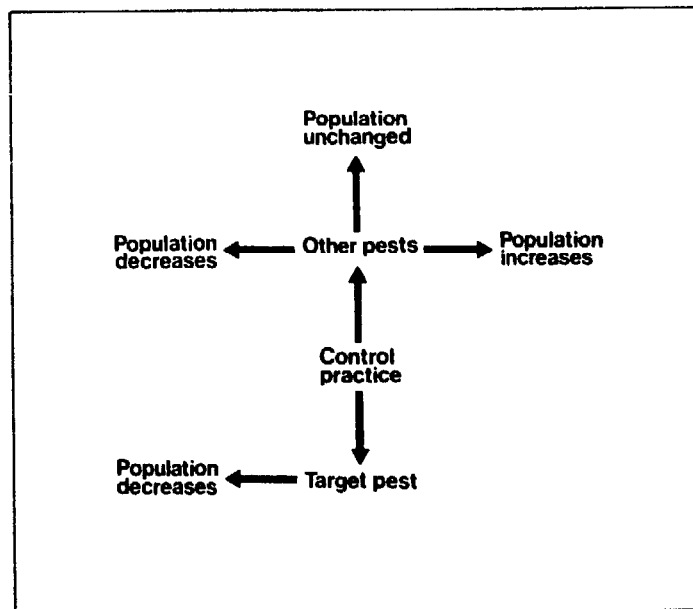 Population
unchanged
Population
decreases
Other pests
Population
increases
Control
practice
Population
decreases
Target pest